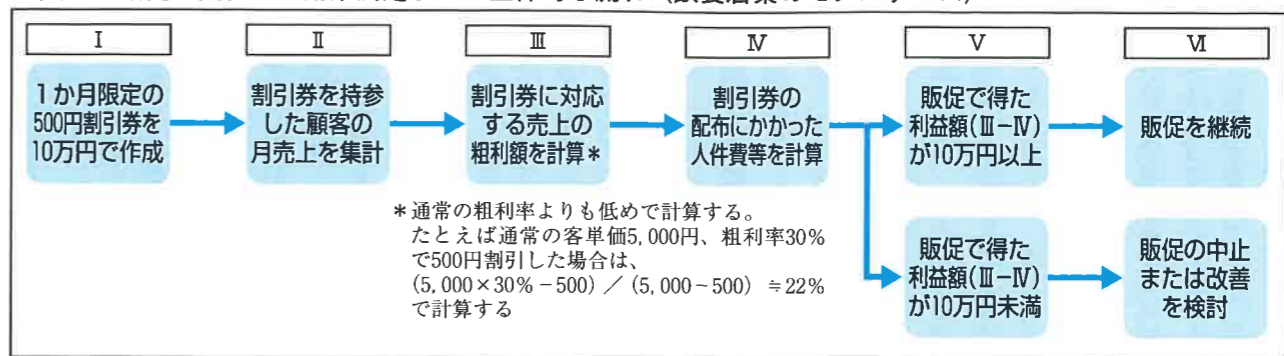 Ⅰ
1か月限定の
500円割引券を
10万円で作成
Ⅱ
割引券を持参
した顧客の
月売上を集計
Ⅲ
割引券に対応
する売上の
粗利額を計算*
Ⅳ
割引券の
配布にかかった
人件費等を計算
Ⅴ
販促で得た
利益額(Ⅲ−Ⅳ)
が10万円以上
Ⅵ
販促を継続
販促で得た
利益額(Ⅲ−Ⅳ)
が10万円未満
販促の中止
または改善
を検討
*通常の粗利率よりも低めで計算する。
たとえば通常の客単価5,000円、粗利率30%
で500円割引した場合は、
(5,000×30%−500)/(5,000−500)≒22%
で計算する